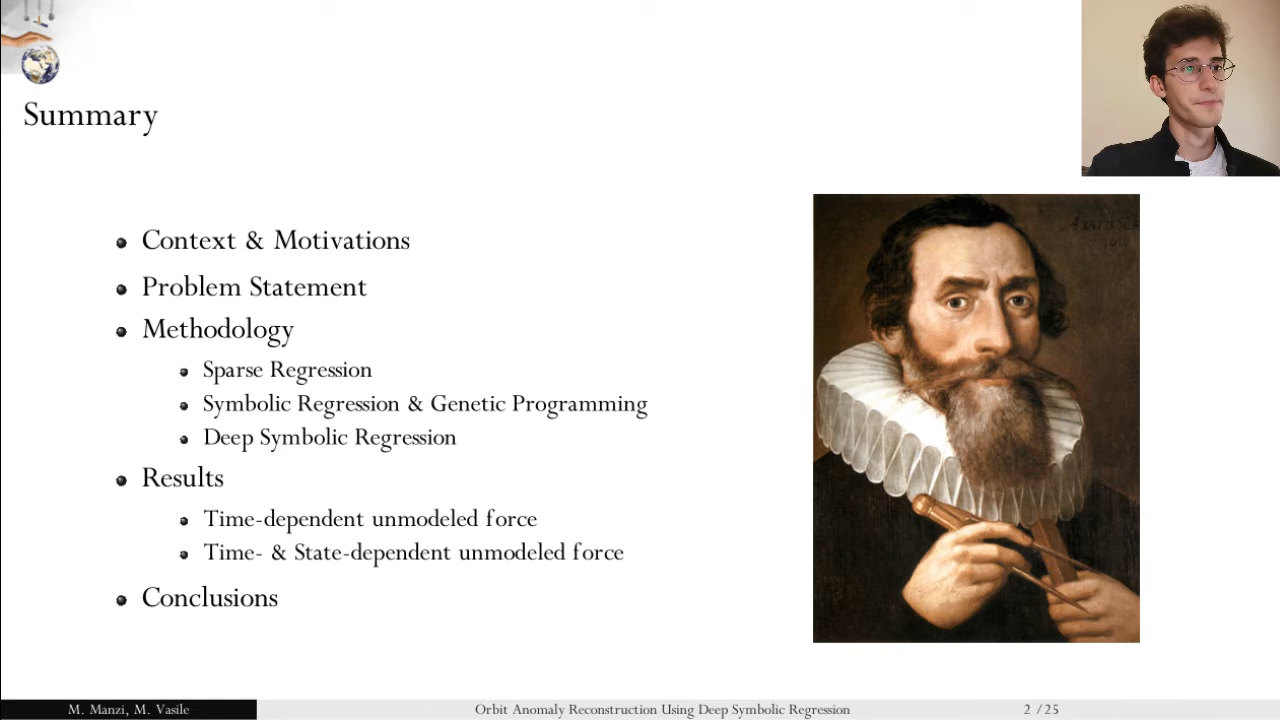 Summary
Context & Motivations
Problem Statement
Methodology
Sparse Regression
Symbolic Regression & Genetic Programming
Deep Symbolic Regression
Results
Time-dependent unmodeled force
Time- & State-dependent unmodeled force
Conclusions
M. Manzi, M. Vasile
Orbit Anomaly Reconstruction Using Deep Symbolic Regression
2 / 25